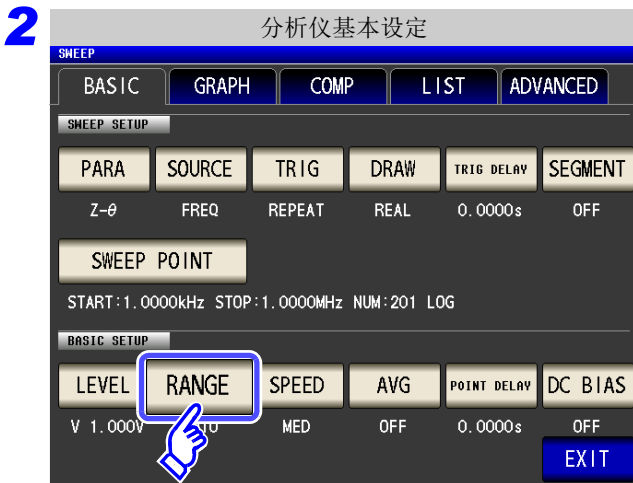 2
分析仪基本设定
SWEEP
BASIC GRAPH COMP LIST ADVANCED
SWEEP SETUP
PARA SOURCE TRIG DRAW TRIG DELAY SEGMENT
Z-θ FREQ REPEAT REAL 0.0000s OFF
SWEEP POINT
START:1.0000kHz STOP:1.0000MHz NUM:201 LOG
BASIC SETUP
LEVEL RANGE SPEED AVG POINT DELAY DC BIAS
V 1.000V MED OFF 0.0000s OFF
EXIT